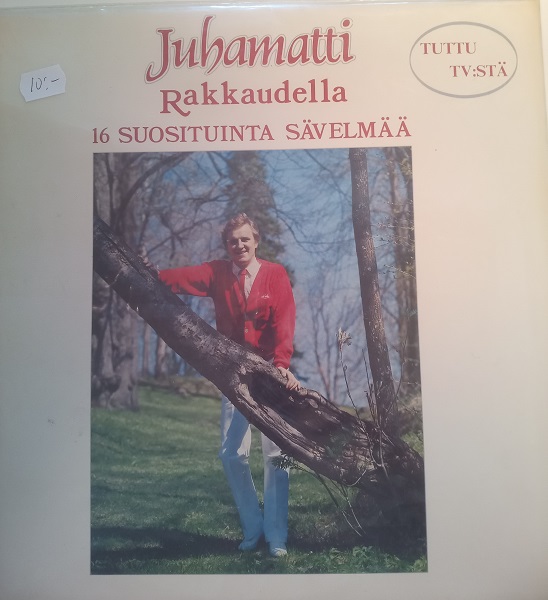 Juhamatti
Rakkaudella
16 SUOSITUINTA SÄVELMÄÄ
TUTTU
TV:STÄ
10:-